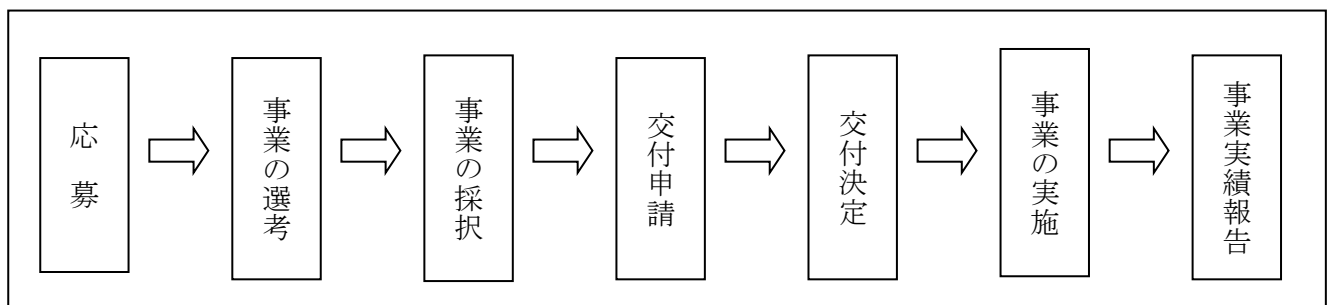 応募
事業の選考
事業の採択
交付申請
交付決定
事業の実施
事業実績報告